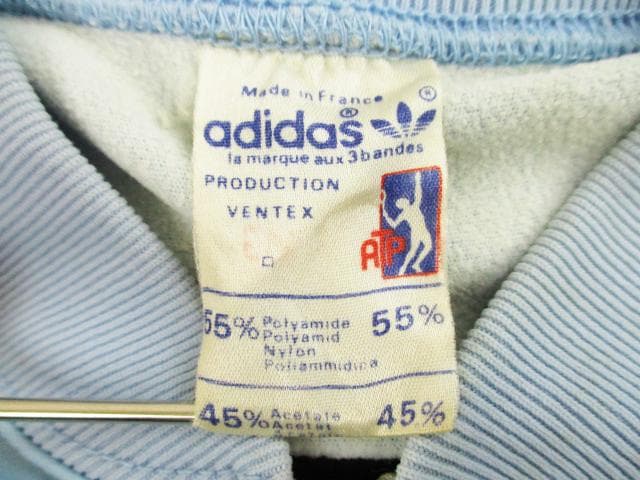 Made in France ®
adidas®
la marque aux 3 bandes
PRODUCTION
VENTEX
ATP
55% Polyamide 55%
Polyamid
Nylon
Poliammidica
45% Acetate 45%
Acetat